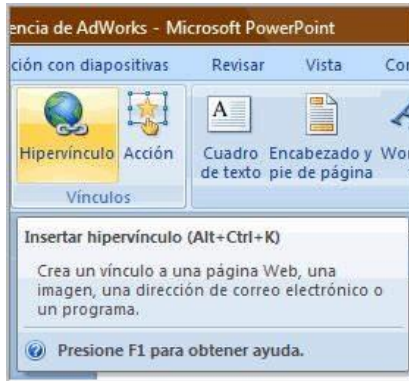 encia de AdWorks - Microsoft PowerPoint
ción con diapositivas Revisar Vista
Hipervínculo Acción Cuadro de texto Encabezado y pie de página
Vínculos
Insertar hipervínculo (Alt+Ctrl+K)
Crea un vínculo a una página Web, una
imagen, una dirección de correo electrónico o
un programa.
Presione F1 para obtener ayuda.